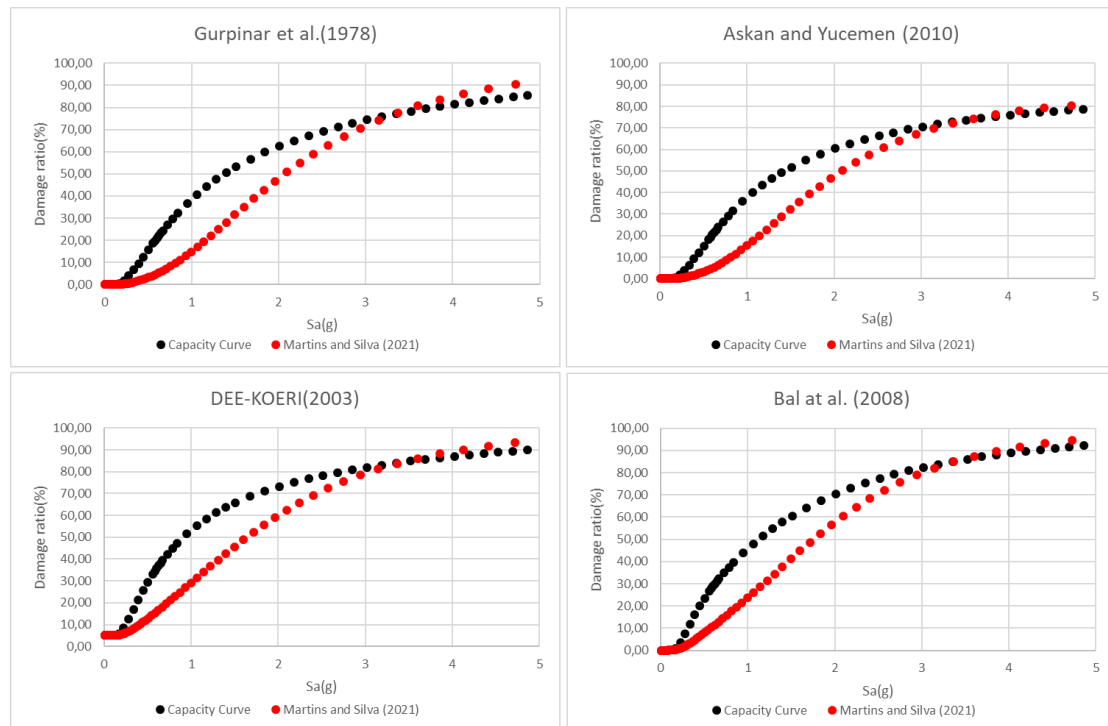 Gurpinar et al.(1978)
100,00
90,00
80,00
70,00
60,00
50,00
40,00
30,00
20,00
10,00
0,00
Damage ratio(%)
0 1 2 3 4 5
Sa(g)
Capacity Curve Martins and Silva (2021)
Askan and Yucemen (2010)
100,00
90,00
80,00
70,00
60,00
50,00
40,00
30,00
20,00
10,00
0,00
Damage ratio(%)
0 1 2 3 4 5
Sa(g)
Capacity Curve Martins and Silva (2021)
DEE-KOERI(2003)
100,00
90,00
80,00
70,00
60,00
50,00
40,00
30,00
20,00
10,00
0,00
Damage ratio(%)
0 1 2 3 4 5
Sa(g)
Capacity Curve Martins and Silva (2021)
Bal at al. (2008)
100,00
90,00
80,00
70,00
60,00
50,00
40,00
30,00
20,00
10,00
0,00
Damage ratio(%)
0 1 2 3 4 5
Sa(g)
Capacity Curve Martins and Silva (2021)